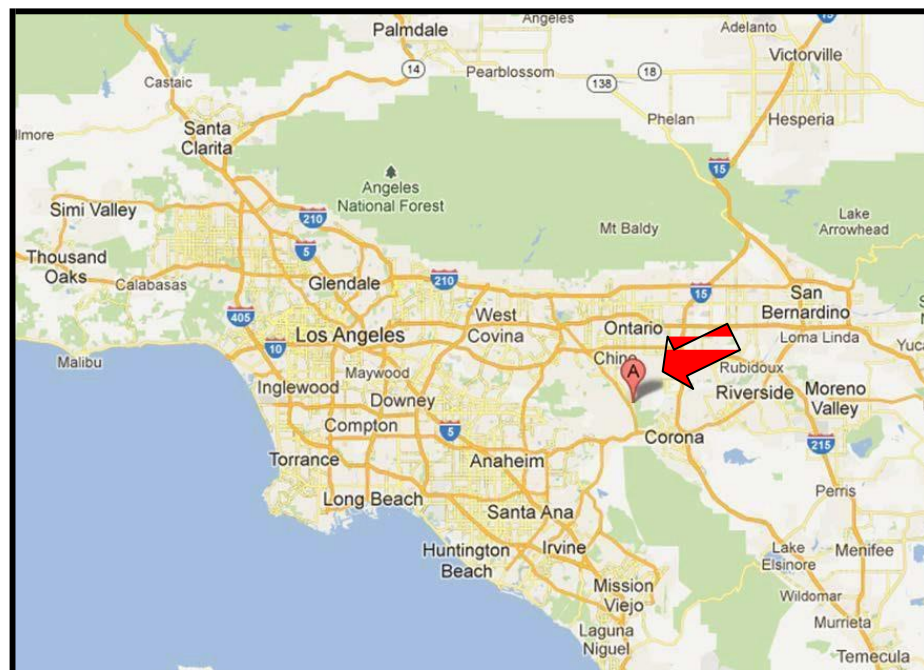 Angeles
Adelanto
15
Palmdale
Victorville
14
Pearblossom
18
138
Castaic
Phelan
Hesperia
Santa
Clarita
llmore
15
Angeles
National Forest
Simi Valley
210
Mt Baldy
Lake
Arrowhead
5
Thousand
Oaks
Calabasas
Glendale
210
15
San
Bernardino
405
West
Covina
Los Angeles
Ontario
Loma Linda
Yuca
10
Malibu
Maywood
Chino
Rubidoux
A
Inglewood
Downey
Riverside
Moreno
Valley
Compton
5
Corona
215
Torrance
Anaheim
Long Beach
Perris
Santa Ana
Huntington
Beach
Irvine
Lake
Elsinore
Menifee
Mission
Viejo
Wildomar
Murrieta
Laguna
Niguel
Temecula